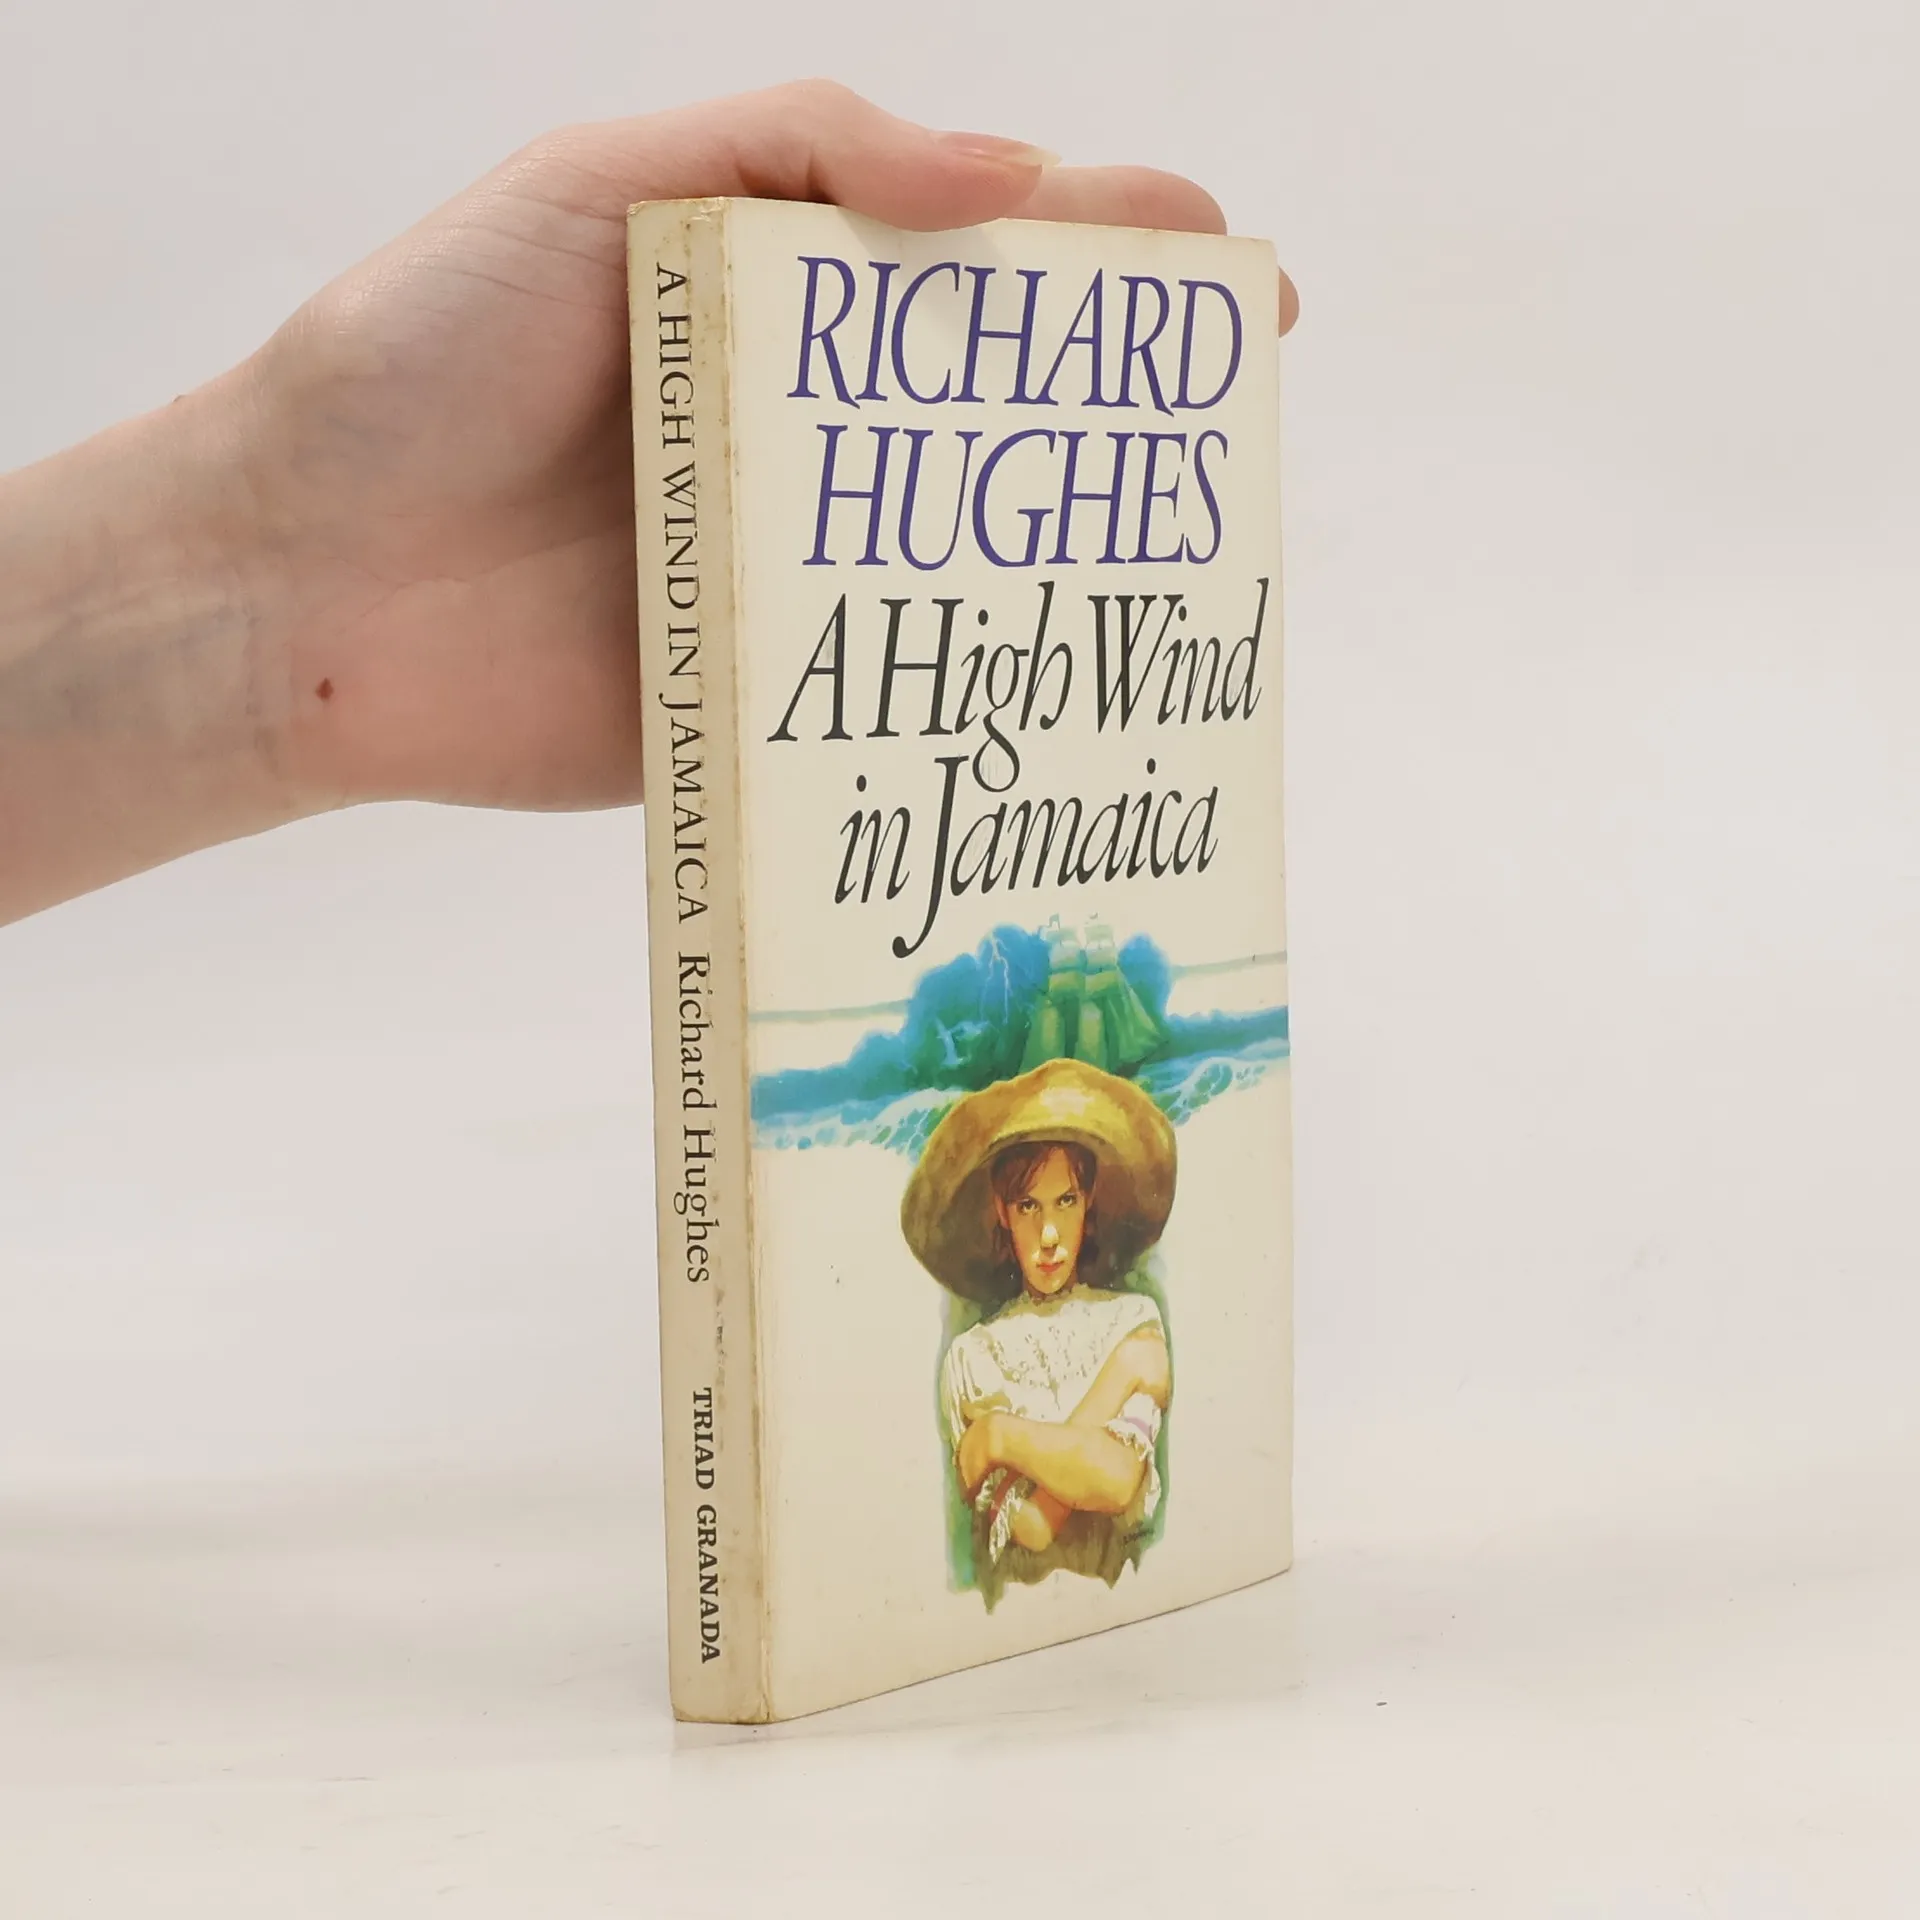 A HIGH WIND IN JAMAICA Richard Hughes TRIAD GRANADA
RICHARD
HUGHES
A High Wind
in Jamaica